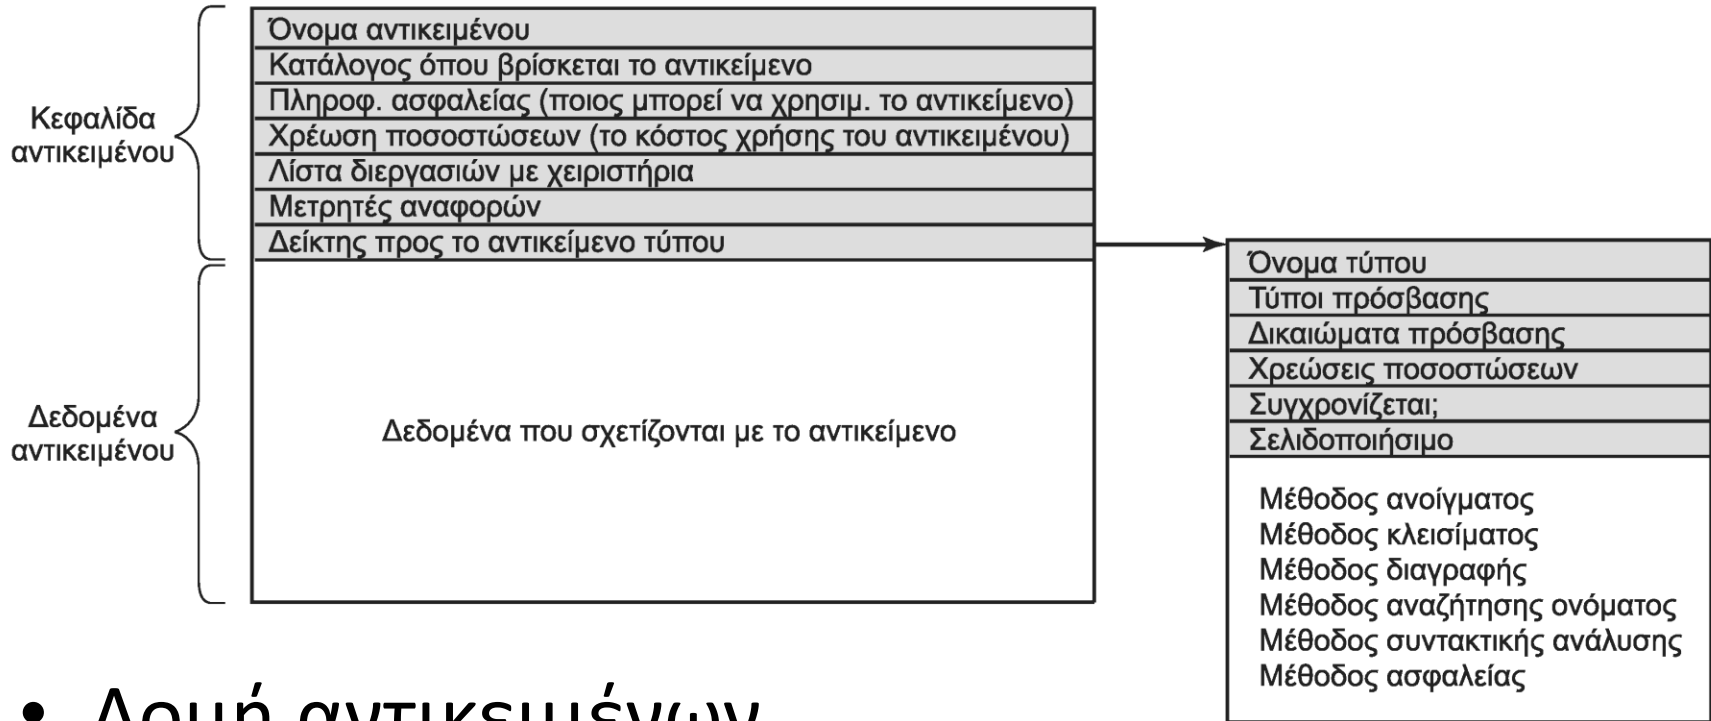 Όνομα αντικειμένου
Κατάλογος όπου βρίσκεται το αντικείμενο
Πληροφ. ασφαλείας (ποιος μπορεί να χρησιμ. το αντικείμενο)
Χρέωση ποσοστώσεων (το κόστος χρήσης του αντικειμένου)
Λίστα διεργασιών με χειριστήρια
Μετρητές αναφορών
Δείκτης προς το αντικείμενο τύπου
Κεφαλίδα
αντικειμένου
Δεδομένα
αντικειμένου
Δεδομένα που σχετίζονται με το αντικείμενο
Όνομα τύπου
Τύποι πρόσβασης
Δικαιώματα πρόσβασης
Χρεώσεις ποσοστώσεων
Συγχρονίζεται;
Σελιδοποιήσιμο
Μέθοδος ανοίγματος
Μέθοδος κλεισίματος
Μέθοδος διαγραφής
Μέθοδος αναζήτησης ονόματος
Μέθοδος συντακτικής ανάλυσης
Μέθοδος ασφαλείας
• Δομή αντικειμένων